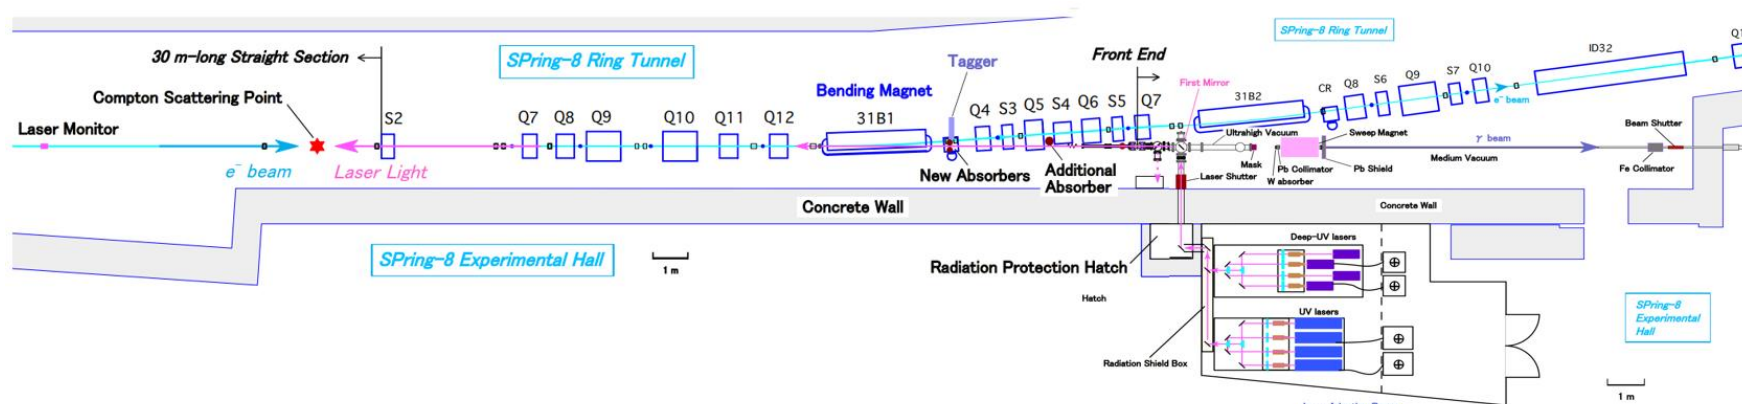 30 m-long Straight Section
SPring-8 Ring Tunnel
Tagger
Front End
SPring-8 Ring Tunnel
ID32
Q1
Compton Scattering Point
Bending Magnet
First Mirror
Laser Monitor
S2
Q7
Q8
Q9
Q10
Q11
Q12
31B1
Q4
S3
Q5
S4
Q6
S5
Q7
31B2
CR
Q8
S6
Q9
S7
Q10
e⁻ beam
e⁻ beam
Laser Light
New Absorbers
Additional
Absorber
Ultrahigh Vacuum
Mask
Laser Shutter
Sweep Magnet
Pb Collimator
W absorber
Pb Shield
γ beam
Medium Vacuum
Beam Shutter
Fe Collimator
Concrete Wall
Concrete Wall
SPring-8 Experimental Hall
1 m
Radiation Protection Hatch
Hatch
Deep-UV lasers
UV lasers
Radiation Shield Box
SPring-8
Experimental
Hall
1 m